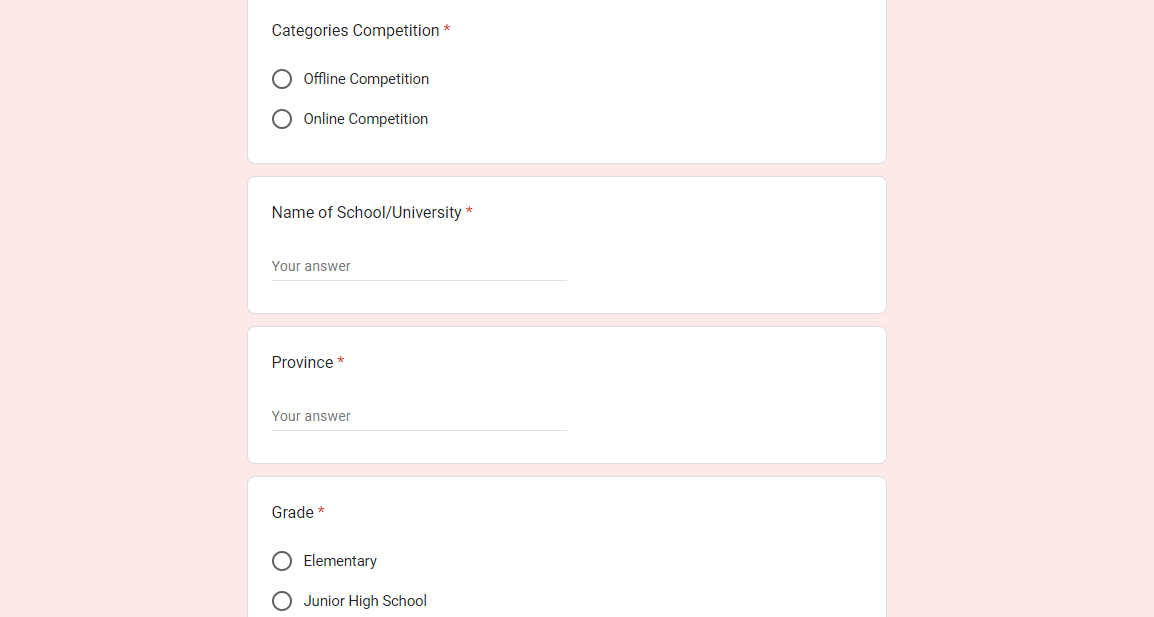 Categories Competition *
Offline Competition
Online Competition
Name of School/University *
Your answer
Province *
Your answer
Grade *
Elementary
Junior High School